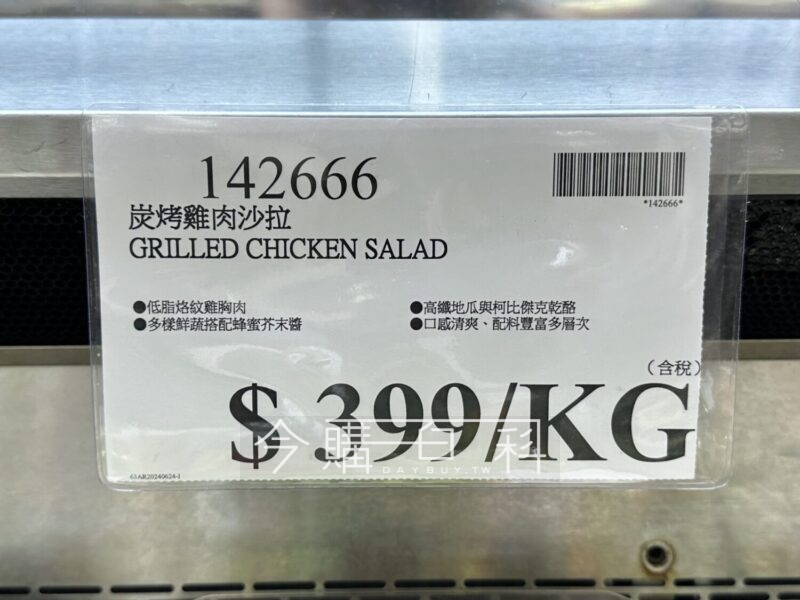 142666
*142666*
炭烤雞肉沙拉
GRILLED CHICKEN SALAD
●低脂烙紋雞胸肉
●高纖地瓜與柯比傑克乾酪
●多樣鮮蔬搭配蜂蜜芥末醬
●口感清爽、配料豐富多層次
(含稅)
$ 399/KG
今購百科
DAYBUY.TW
63AR20240624-1